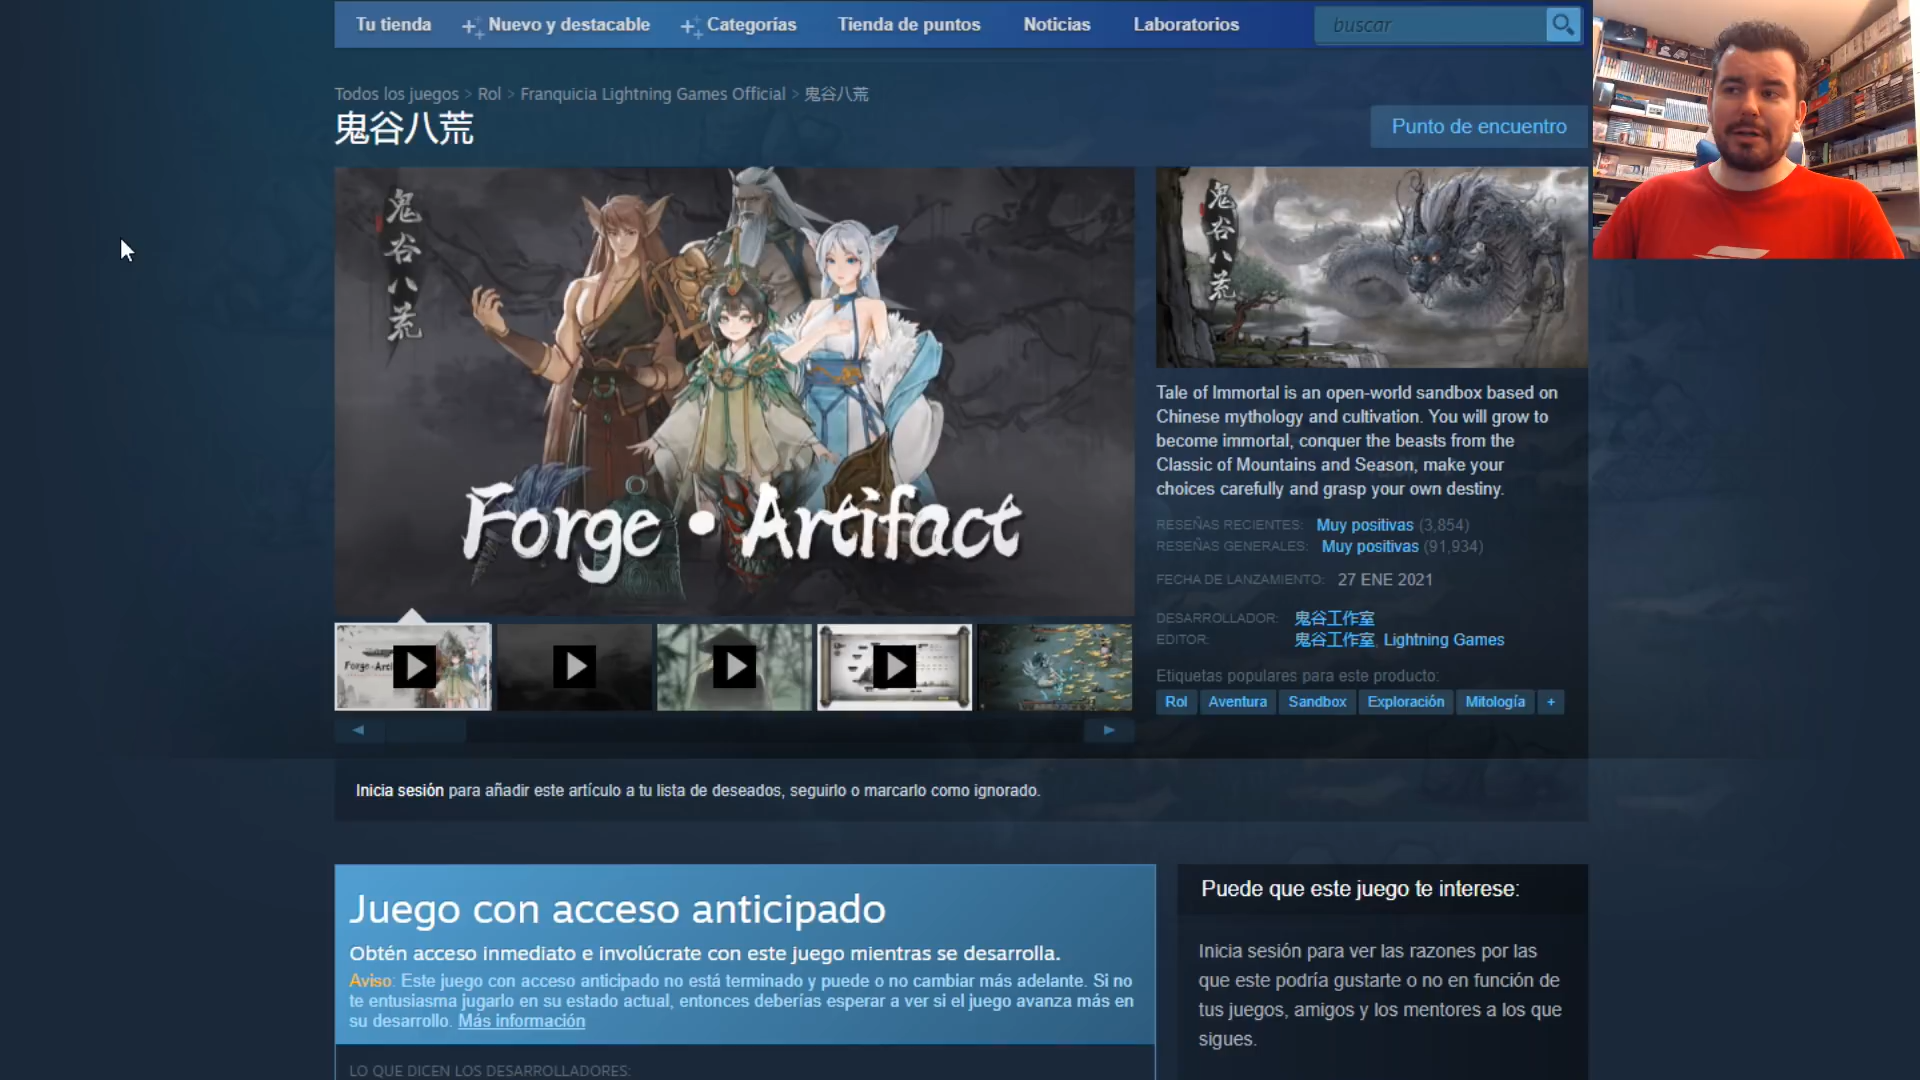 Tu tienda
Nuevo y destacable
Categorías
Tienda de puntos
Noticias
Laboratorios
buscar
Todos los juegos > Rol > Franquicia Lightning Games Official > 鬼谷八荒
鬼谷八荒
Punto de encuentro
鬼谷八荒
Forge · Artifact
鬼谷八荒
Tale of Immortal is an open-world sandbox based on
Chinese mythology and cultivation. You will grow to
become immortal, conquer the beasts from the
Classic of Mountains and Season, make your
choices carefully and grasp your own destiny.
RESEÑAS RECIENTES: Muy positivas (3,854)
RESEÑAS GENERALES: Muy positivas (91,934)
FECHA DE LANZAMIENTO: 27 ENE 2021
DESARROLLADOR: 鬼谷工作室
EDITOR: 鬼谷工作室, Lightning Games
Etiquetas populares para este producto:
Rol Aventura Sandbox Exploración Mitología +
Inicia sesión para añadir este artículo a tu lista de deseados, seguirlo o marcarlo como ignorado.
Juego con acceso anticipado
Obtén acceso inmediato e involúcrate con este juego mientras se desarrolla.
Aviso: Este juego con acceso anticipado no está terminado y puede o no cambiar más adelante. Si no
te entusiasma jugarlo en su estado actual, entonces deberías esperar a ver si el juego avanza más en
su desarrollo. Más información
LO QUE DICEN LOS DESARROLLADORES:
Puede que este juego te interese:
Inicia sesión para ver las razones por las
que este podría gustarte o no en función de
tus juegos, amigos y los mentores a los que
sigues.